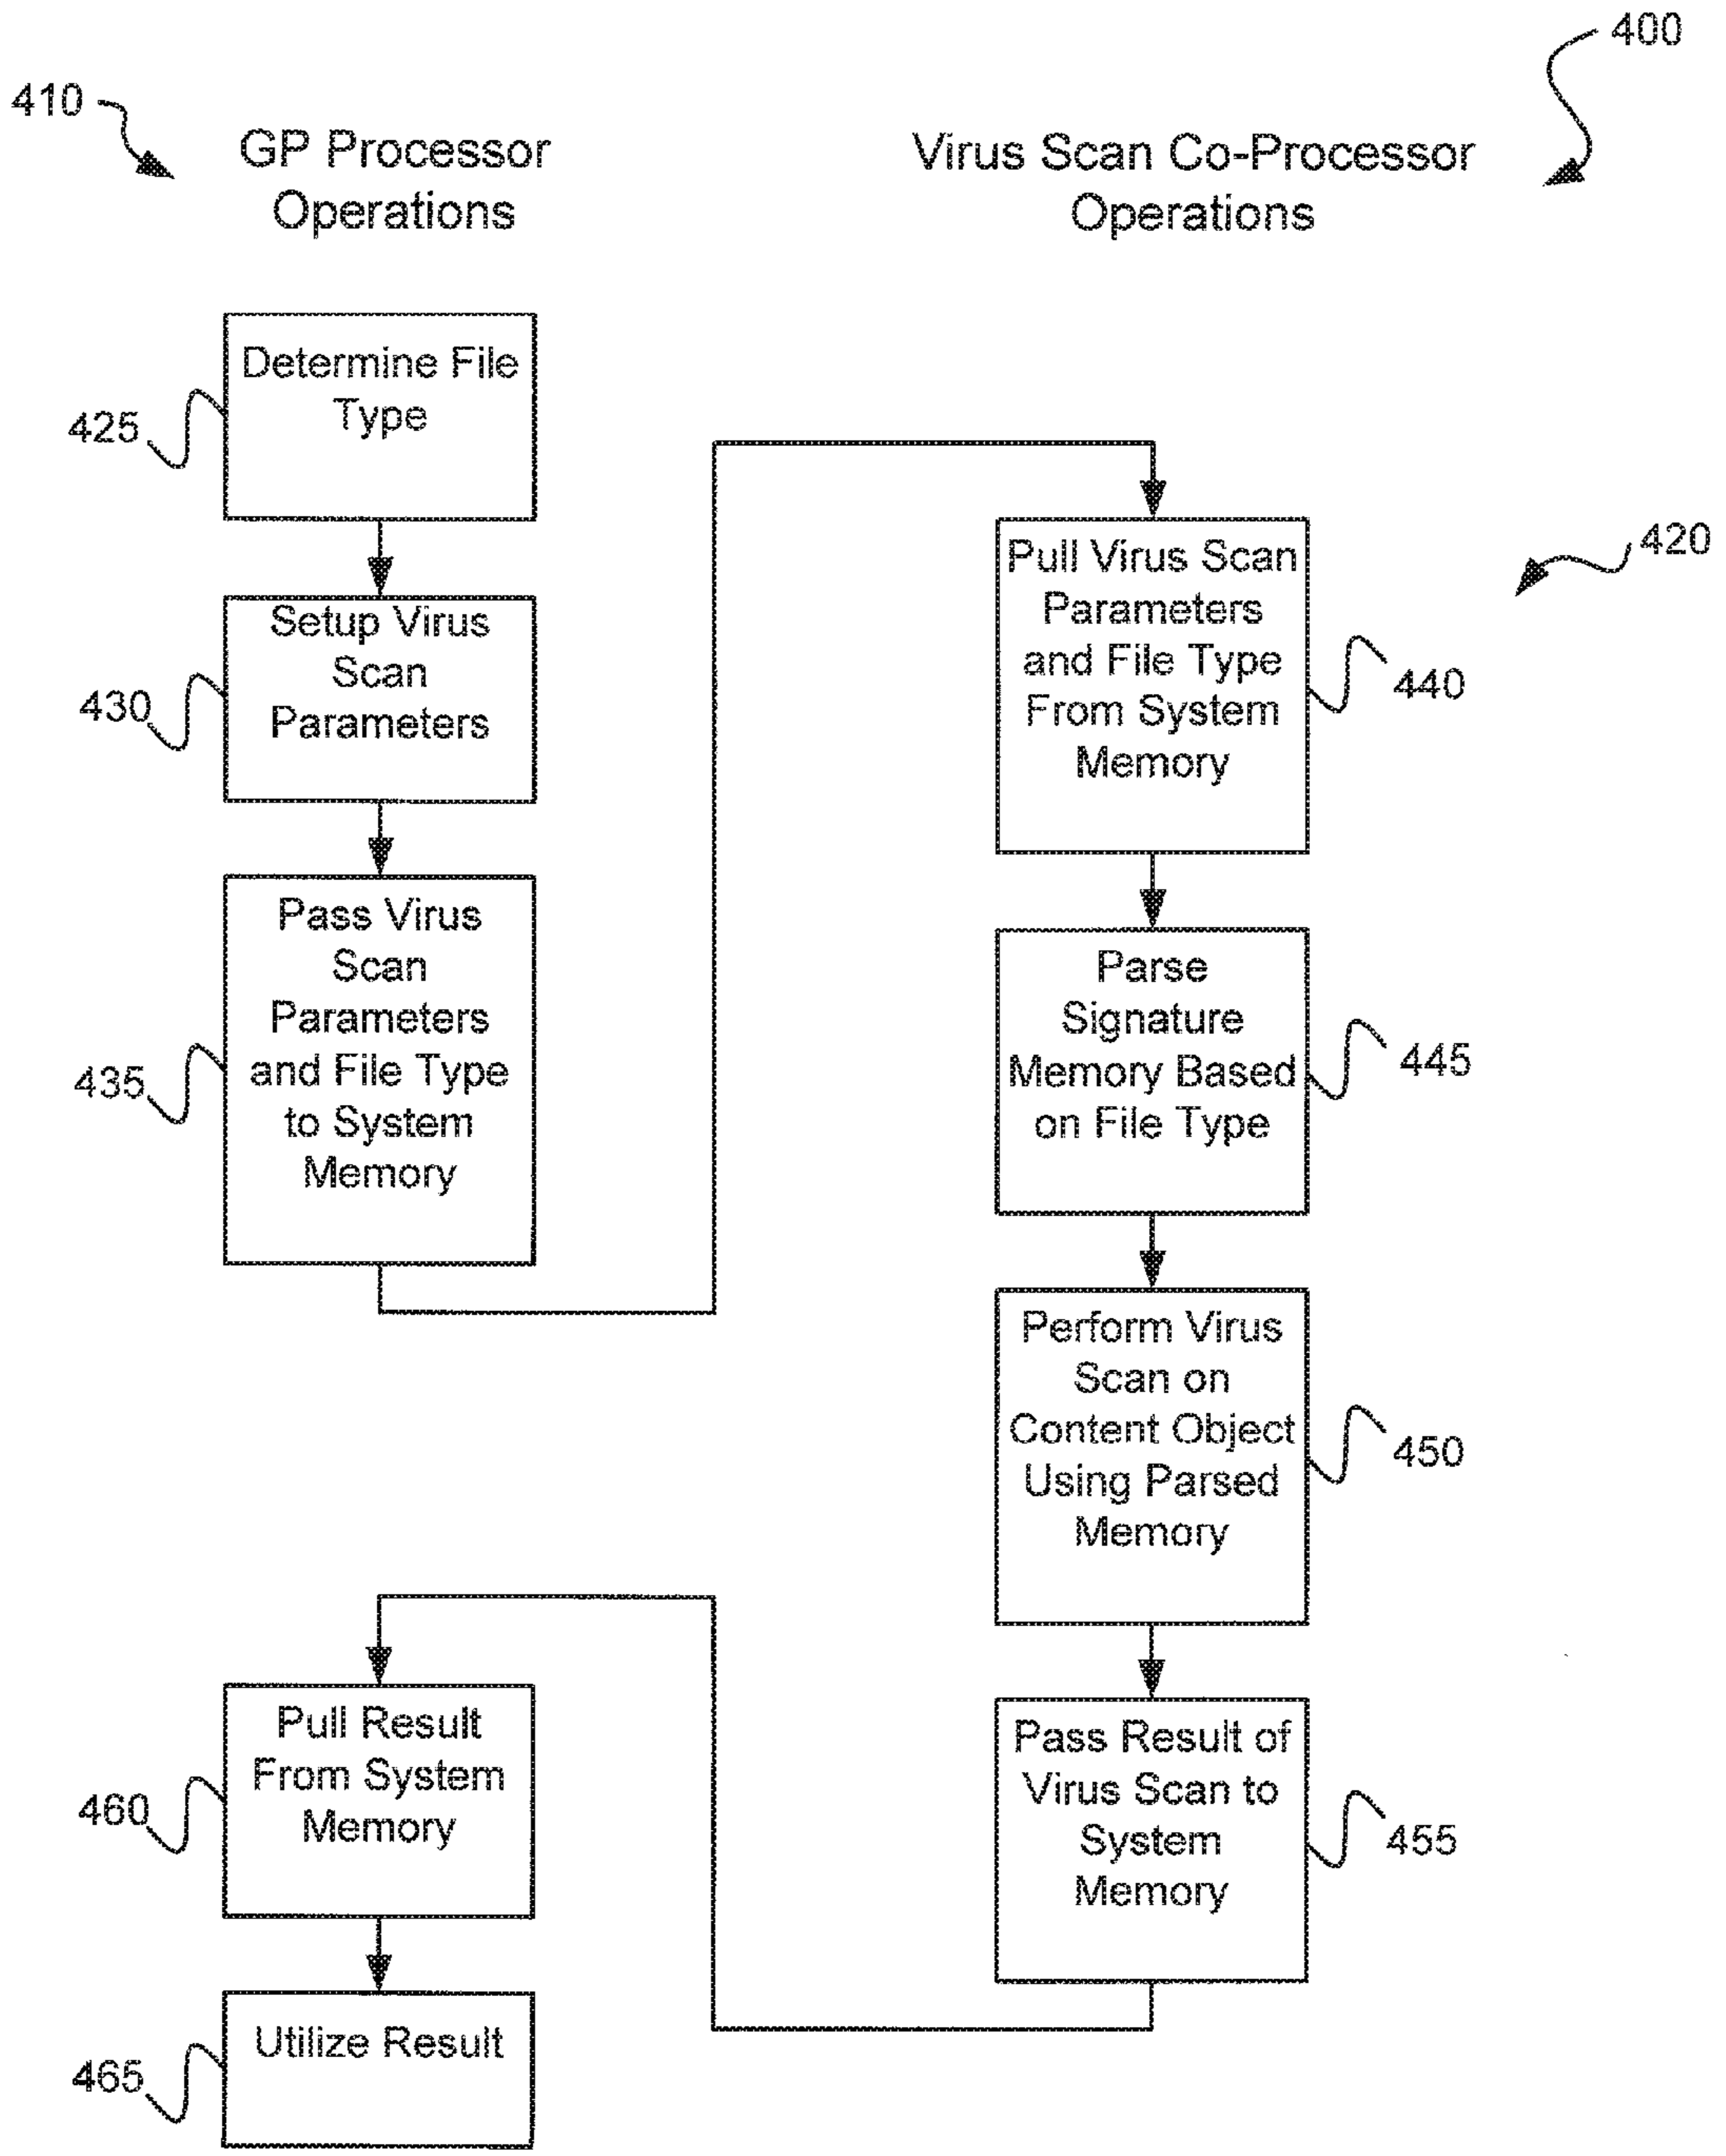 400
410
GP Processor
Operations
Virus Scan Co-Processor
Operations
Determine File
Type
425
Setup Virus
Scan
Parameters
430
Pass Virus
Scan
Parameters
and File Type
to System
Memory
435
420
Pull Virus Scan
Parameters
and File Type
From System
Memory
440
Parse
Signature
Memory Based
on File Type
445
Perform Virus
Scan on
Content Object
Using Parsed
Memory
450
Pass Result of
Virus Scan to
System
Memory
455
Pull Result
From System
Memory
460
Utilize Result
465